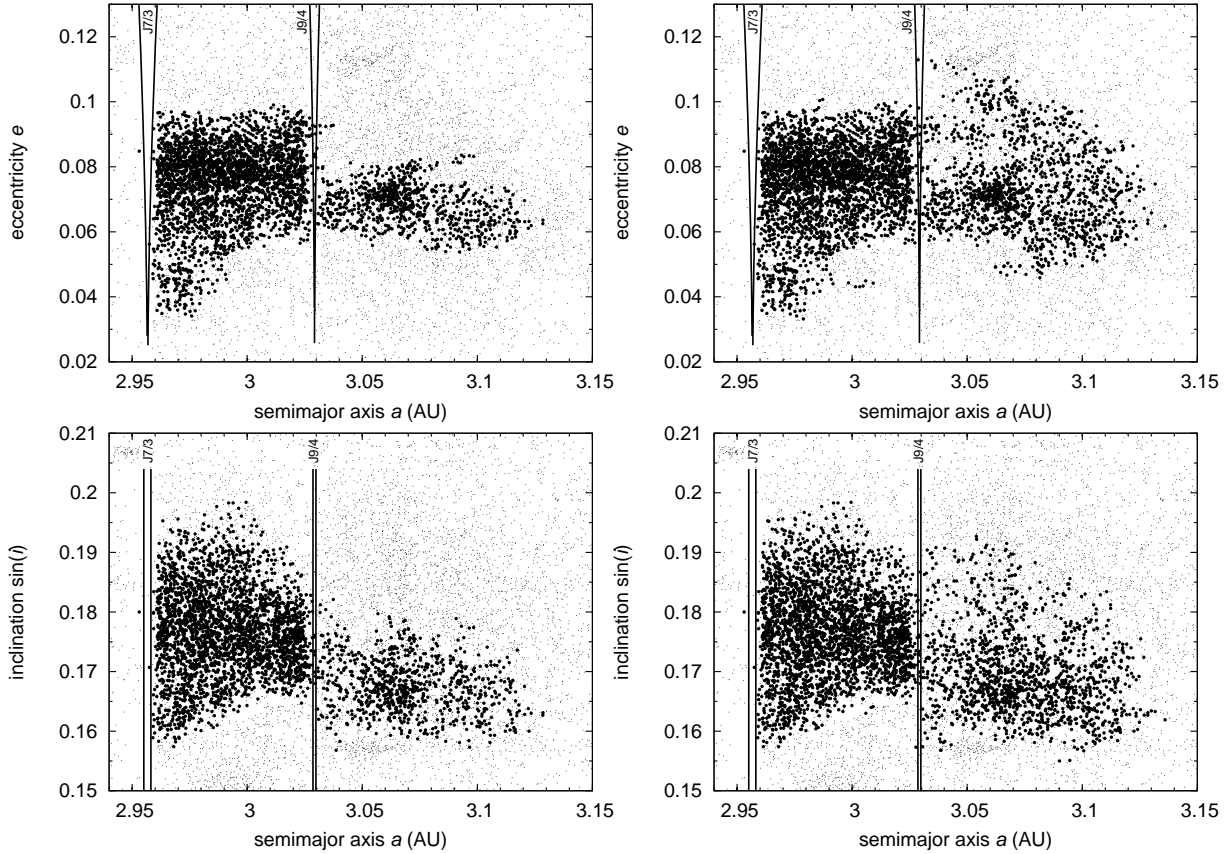 0.12
0.1
0.08
0.06
0.04
0.02
eccentricity e
J7/3
J9/4
2.95
3
3.05
3.1
3.15
semimajor axis a (AU)
0.12
0.1
0.08
0.06
0.04
0.02
eccentricity e
J7/3
J9/4
2.95
3
3.05
3.1
3.15
semimajor axis a (AU)
0.21
0.2
0.19
0.18
0.17
0.16
0.15
inclination sin(i)
J7/3
J9/4
2.95
3
3.05
3.1
3.15
semimajor axis a (AU)
0.21
0.2
0.19
0.18
0.17
0.16
0.15
inclination sin(i)
J7/3
J9/4
2.95
3
3.05
3.1
3.15
semimajor axis a (AU)